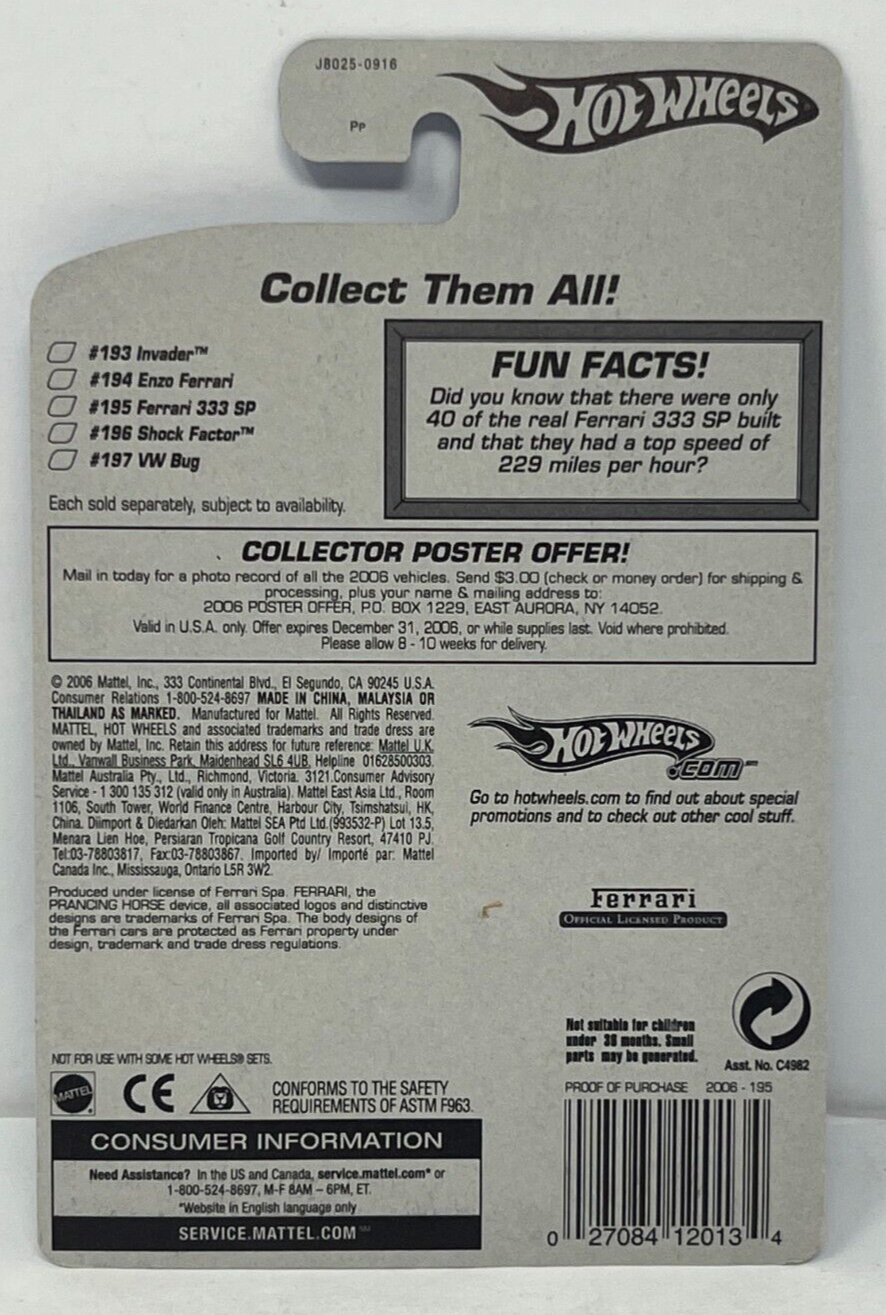 J8025-0916
HOT WHEELS
PP
Collect Them All!
#193 Invader™
#194 Enzo Ferrari
#195 Ferrari 333 SP
#196 Shock Factor™
#197 VW Bug
Each sold separately, subject to availability.
FUN FACTS!
Did you know that there were only
40 of the real Ferrari 333 SP built
and that they had a top speed of
229 miles per hour?
COLLECTOR POSTER OFFER!
Mail in today for a photo record of all the 2006 vehicles. Send $3.00 (check or money order) for shipping &
processing, plus your name & mailing address to:
2006 POSTER OFFER, P.O. BOX 1229, EAST AURORA, NY 14052.
Valid in U.S.A. only. Offer expires December 31, 2006, or while supplies last. Void where prohibited.
Please allow 8 - 10 weeks for delivery.
© 2006 Mattel, Inc., 333 Continental Blvd., El Segundo, CA 90245 U.S.A.
Consumer Relations 1-800-524-8697 MADE IN CHINA, MALAYSIA OR
THAILAND AS MARKED. Manufactured for Mattel. All Rights Reserved.
MATTEL, HOT WHEELS and associated trademarks and trade dress are
owned by Mattel, Inc. Retain this address for future reference: Mattel U.K.
Ltd., Vanwall Business Park, Maidenhead SL6 4UB. Helpline 01628500303.
Mattel Australia Pty., Ltd., Richmond, Victoria. 3121.Consumer Advisory
Service - 1 300 135 312 (valid only in Australia). Mattel East Asia Ltd., Room
1106, South Tower, World Finance Centre, Harbour City, Tsimshatsui, HK,
China. Diimport & Diedarkan Oleh: Mattel SEA Ptd Ltd.(993532-P) Lot 13.5,
Menara Lien Hoe, Persiaran Tropicana Golf Country Resort, 47410 PJ.
Tel:03-78803817, Fax:03-78803867. Imported by/ Importé par: Mattel
Canada Inc., Mississauga, Ontario L5R 3W2.
Produced under license of Ferrari Spa. FERRARI, the
PRANCING HORSE device, all associated logos and distinctive
designs are trademarks of Ferrari Spa. The body designs of
the Ferrari cars are protected as Ferrari property under
design, trademark and trade dress regulations.
HOT WHEELS
.com™
Go to hotwheels.com to find out about special
promotions and to check out other cool stuff.
Ferrari
OFFICIAL LICENSED PRODUCT
Not suitable for children
under 36 months. Small
parts may be generated.
Asst. No. C4982
NOT FOR USE WITH SOME HOT WHEELS® SETS.
MATTEL
CE
CONFORMS TO THE SAFETY
REQUIREMENTS OF ASTM F963.
PROOF OF PURCHASE 2006 - 195
CONSUMER INFORMATION
Need Assistance? In the US and Canada, service.mattel.com* or
1-800-524-8697, M-F 8AM – 6PM, ET.
*Website in English language only
SERVICE.MATTEL.COM™
0 27084 12013 4